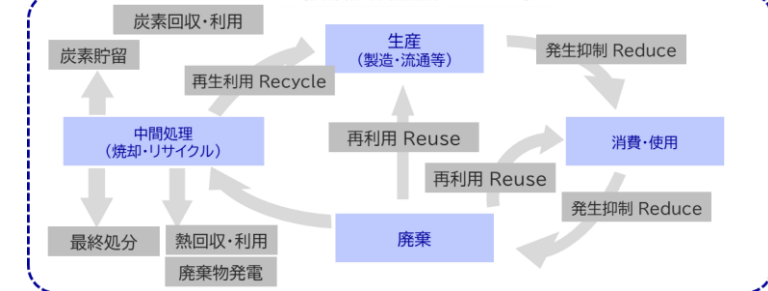 炭素回収・利用
炭素貯留
生産
（製造・流通等）
発生抑制 Reduce
再生利用 Recycle
中間処理
（焼却・リサイクル）
再利用 Reuse
消費・使用
再利用 Reuse
発生抑制 Reduce
最終処分
熱回収・利用
廃棄
廃棄物発電